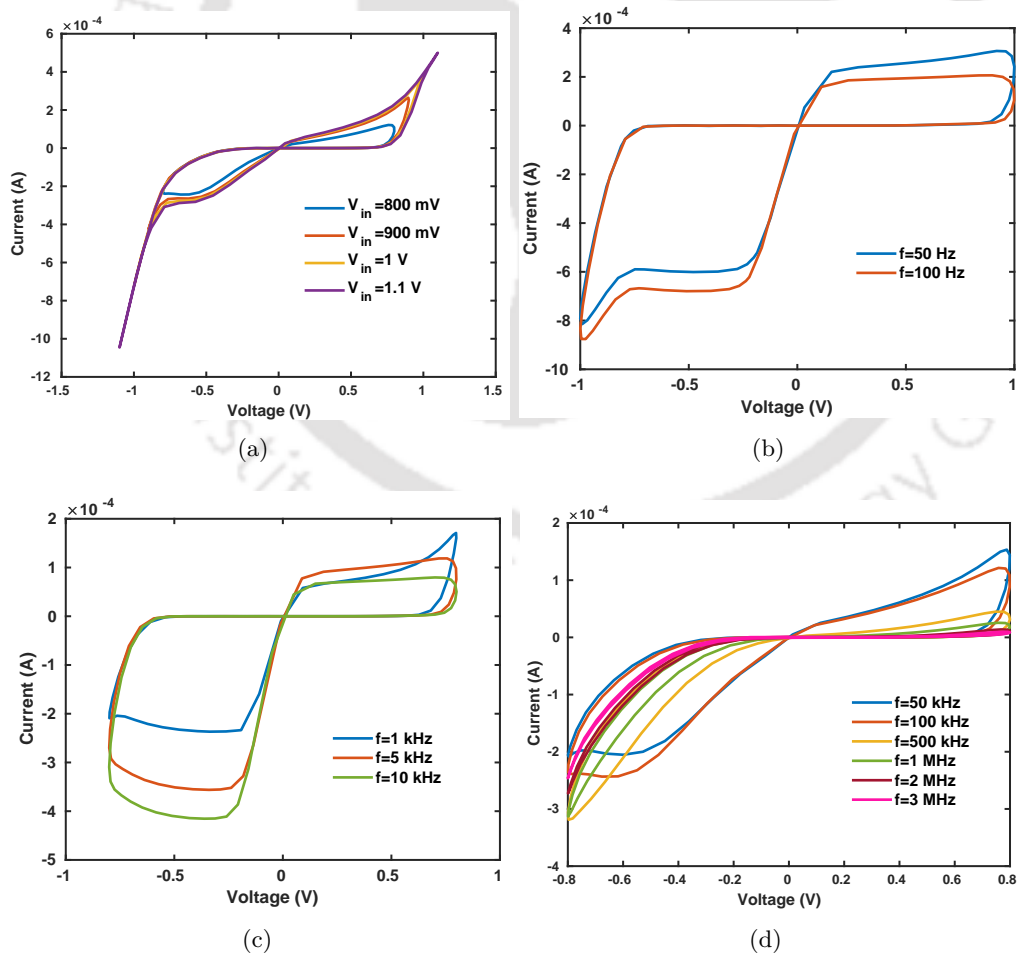 ×10 -4
6
4
2
0
-2
-4
-6
-8
-10
-12
Current (A)
-1.5 -1 -0.5 0 0.5 1 1.5
Voltage (V)
V in =800 mV
V in =900 mV
V in =1 V
V in =1.1 V
(a)
×10 -4
4
2
0
-2
-4
-6
-8
-10
Current (A)
-1 -0.5 0 0.5 1
Voltage (V)
f=50 Hz
f=100 Hz
(b)
×10 -4
2
1
0
-1
-2
-3
-4
-5
Current (A)
-1 -0.5 0 0.5 1
Voltage (V)
f=1 kHz
f=5 kHz
f=10 kHz
(c)
×10 -4
2
1
0
-1
-2
-3
-4
Current (A)
-0.8 -0.6 -0.4 -0.2 0 0.2 0.4 0.6 0.8
Voltage (V)
f=50 kHz
f=100 kHz
f=500 kHz
f=1 MHz
f=2 MHz
f=3 MHz
(d)